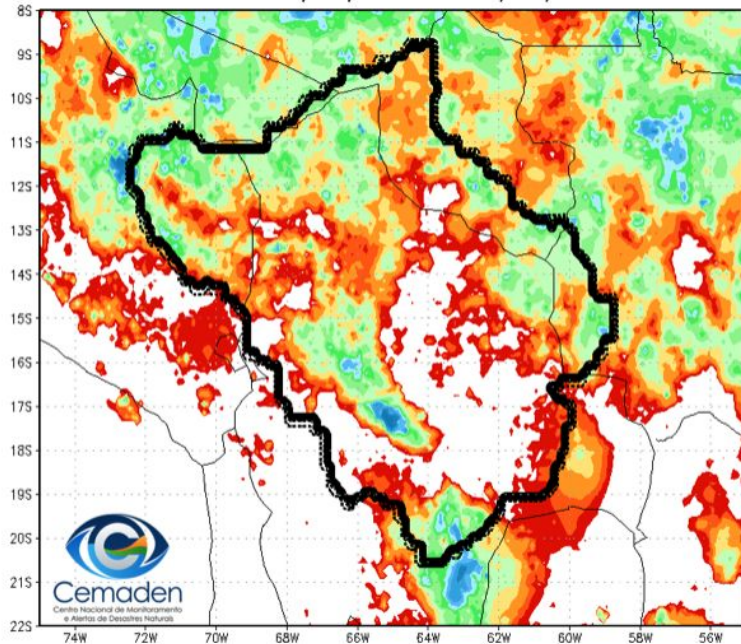 8S
9S
10S
11S
12S
13S
14S
15S
16S
17S
18S
19S
20S
21S
22S
74W 72W 70W 68W 66W 64W 62W 60W 58W 56W
Cemaden
Centro Nacional de Monitoramento
e Alertas de Desastres Naturais